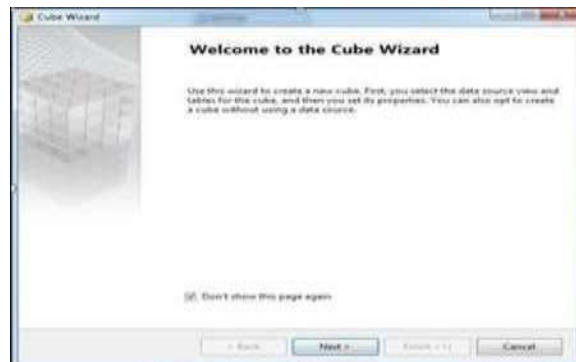 Cube Wizard
Welcome to the Cube Wizard
Use this wizard to create a new cube. First, you select the data source view and
tables for the cube, and then you set its properties. You can also opt to create
a cube without using a data source.
Don't show this page again
< Back
Next >
Finish >>|
Cancel